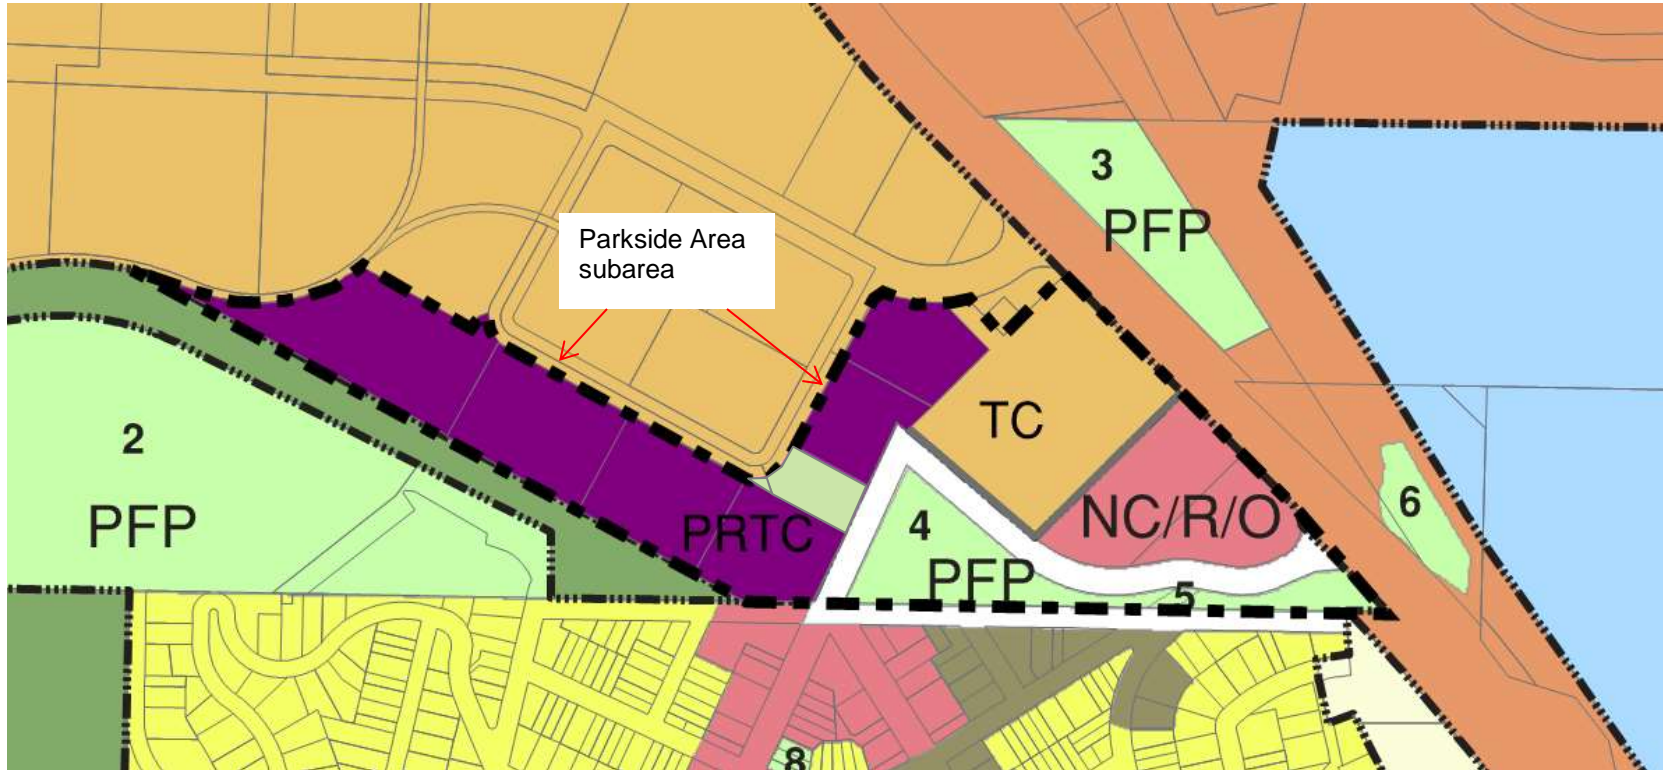 3
PFP
Parkside Area
subarea
TC
2
PFP
PRTC
4
PFP
NC/R/O
5
6
8